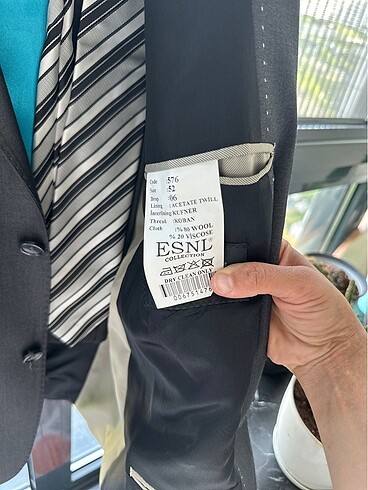 Code :576
Size :52
Drop :06
Lining :ACETATE TWILL
Interlining :KUFNER
Thread :KOBAN
Cloth :%80 WOOL
% 20 VISCOSE
ESNL
COLLECTION
DRY CLEAN ONLY